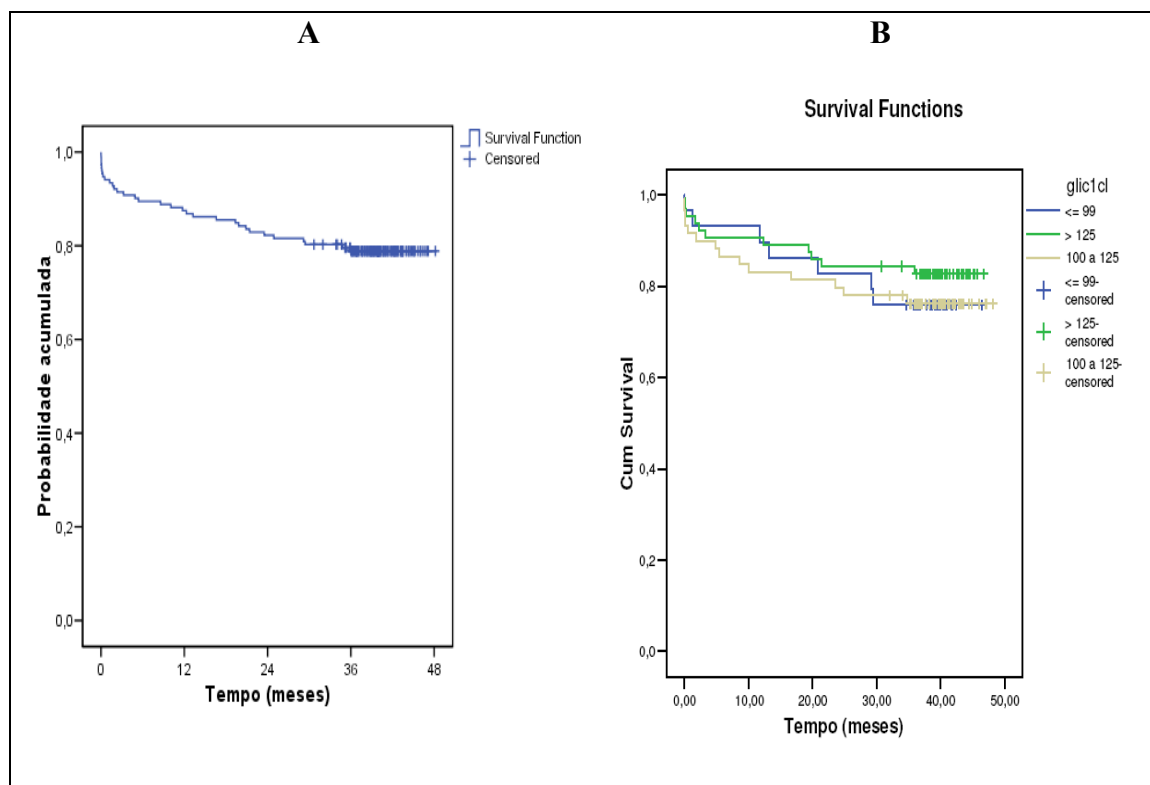 A
Survival Function
Censored
Probabilidade acumulada
1,0
0,8
0,6
0,4
0,2
0,0
0 12 24 36 48
Tempo (meses)
B
Survival Functions
glic1cl
<= 99
> 125
100 a 125
<= 99-
censored
> 125-
censored
100 a 125-
censored
Cum Survival
1,0
0,8
0,6
0,4
0,2
0,0
0,00 10,00 20,00 30,00 40,00 50,00
Tempo (meses)